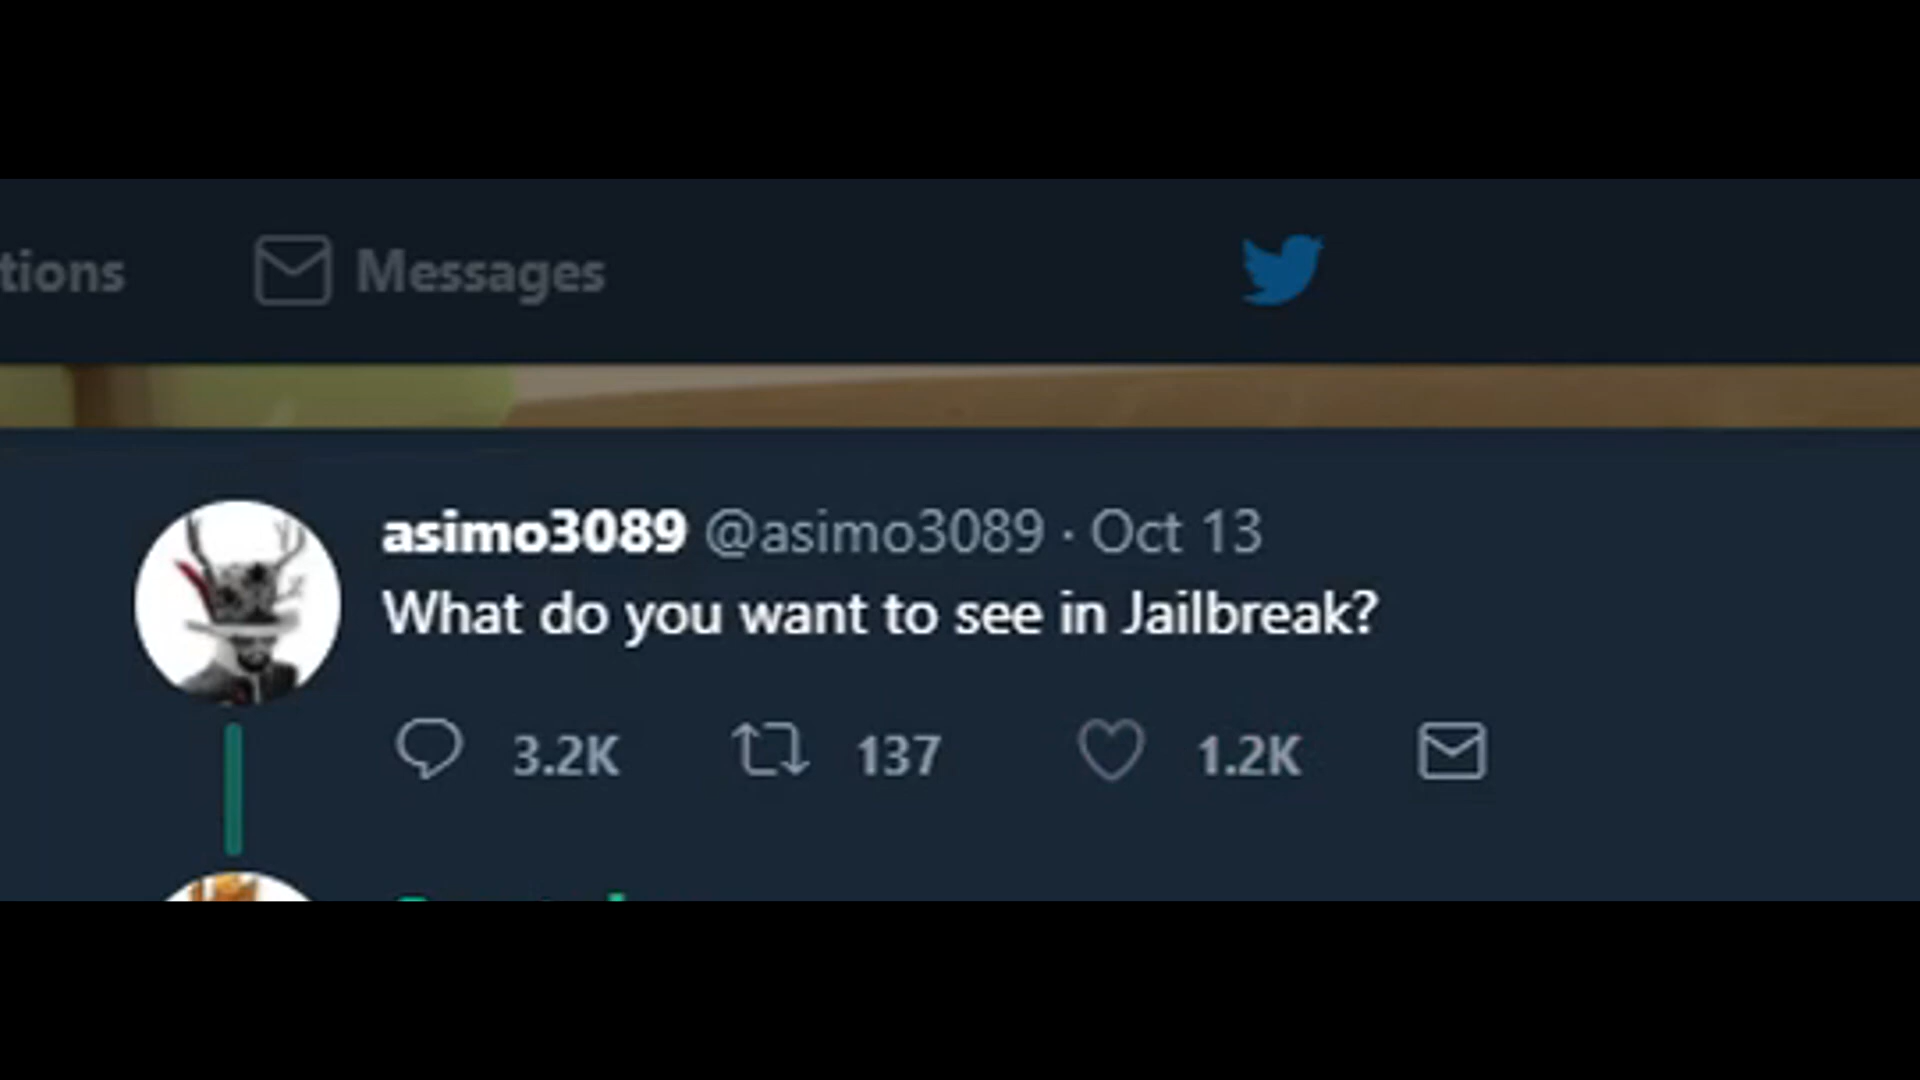 tions Messages
asimo3089 @asimo3089 · Oct 13
What do you want to see in Jailbreak?
3.2K 137 1.2K